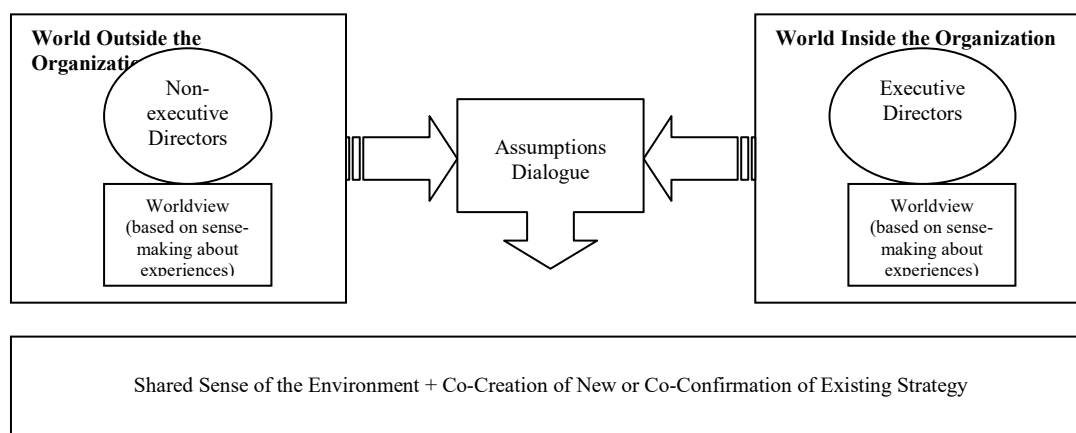 World Outside the
Organizatio
Non-
executive
Directors
Worldview
(based on sense-
making about
experiences)
Assumptions
Dialogue
World Inside the Organization
Executive
Directors
Worldview
(based on sense-
making about
experiences)
Shared Sense of the Environment + Co-Creation of New or Co-Confirmation of Existing Strategy